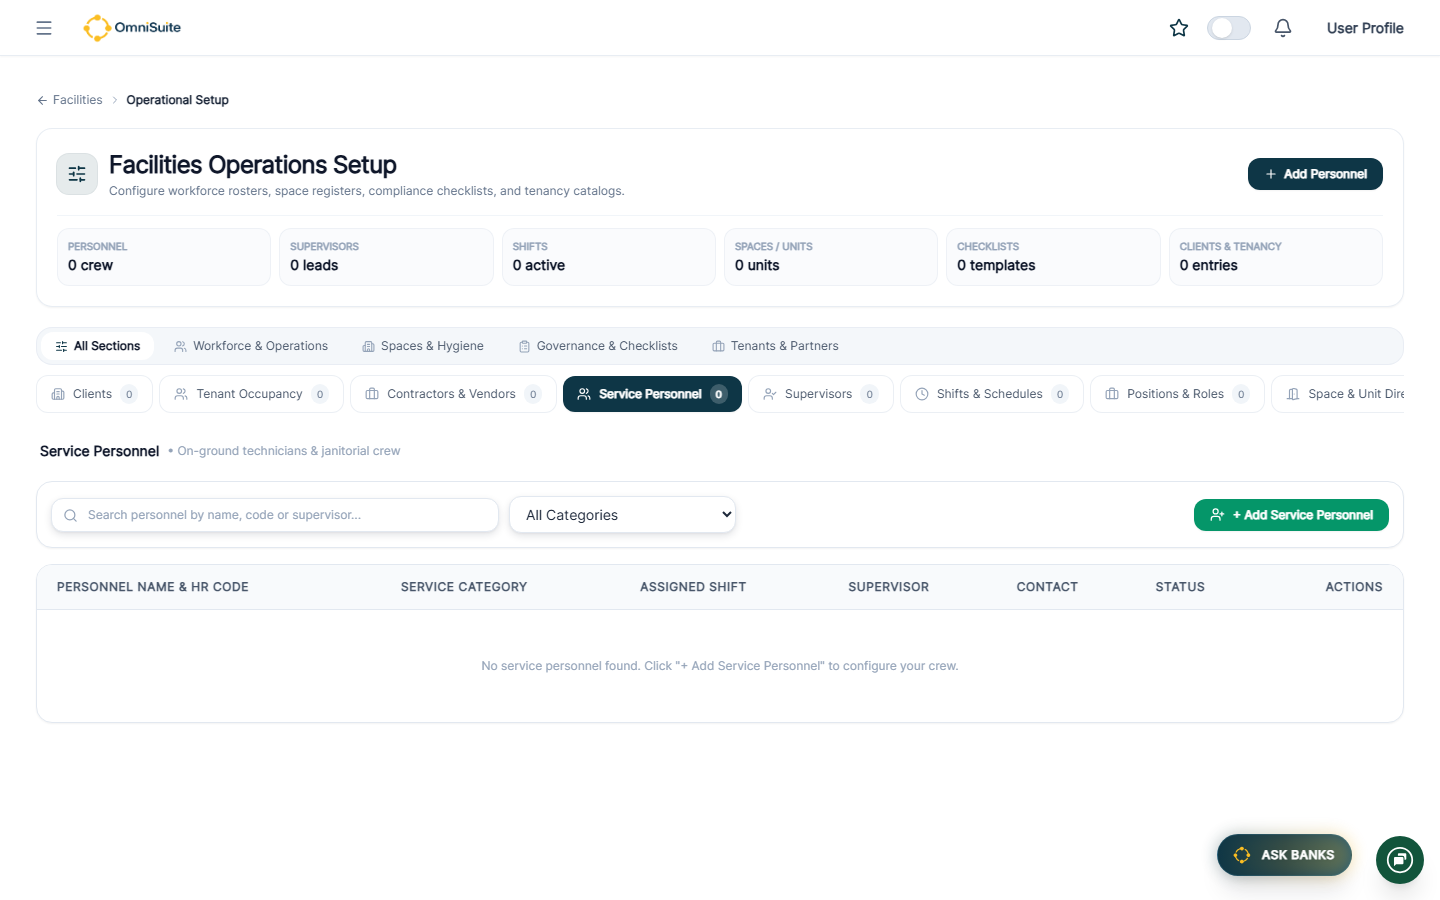 OmniSuite
User Profile
Facilities
Operational Setup
Facilities Operations Setup
Configure workforce rosters, space registers, compliance checklists, and tenancy catalogs.
Add Personnel
PERSONNEL
0 crew
SUPERVISORS
0 leads
SHIFTS
0 active
SPACES / UNITS
0 units
CHECKLISTS
0 templates
CLIENTS & TENANCY
0 entries
All Sections
Workforce & Operations
Spaces & Hygiene
Governance & Checklists
Tenants & Partners
Clients 0
Tenant Occupancy 0
Contractors & Vendors 0
Service Personnel 0
Supervisors 0
Shifts & Schedules 0
Positions & Roles 0
Space & Unit Dire
Service Personnel • On-ground technicians & janitorial crew
Search personnel by name, code or supervisor...
All Categories
+ Add Service Personnel
PERSONNEL NAME & HR CODE
SERVICE CATEGORY
ASSIGNED SHIFT
SUPERVISOR
CONTACT
STATUS
ACTIONS
No service personnel found. Click "+ Add Service Personnel" to configure your crew.
ASK BANKS